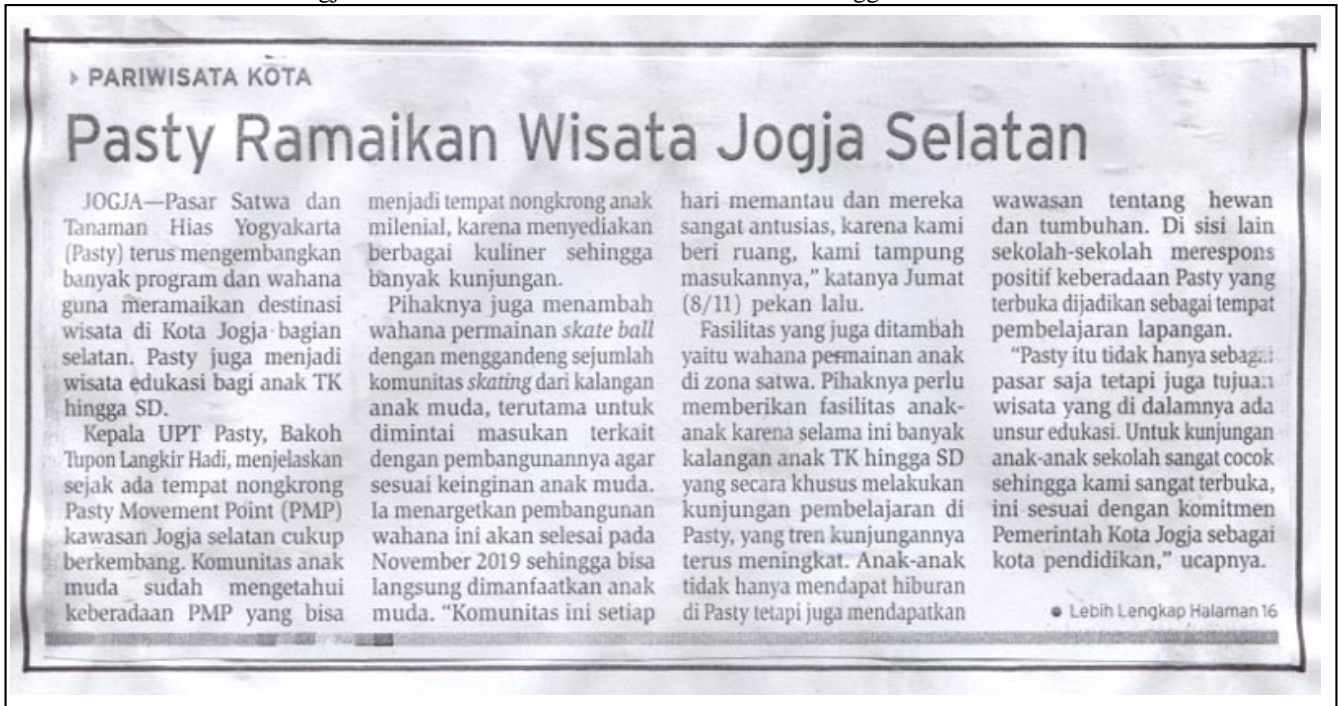 PARIWISATA KOTA
Pasty Ramaikan Wisata Jogja Selatan
JOGJA—Pasar Satwa dan
Tanaman Hias Yogyakarta
(Pasty) terus mengembangkan
banyak program dan wahana
guna meramaikan destinasi
wisata di Kota Jogja bagian
selatan. Pasty juga menjadi
wisata edukasi bagi anak TK
hingga SD.
Kepala UPT Pasty, Bakoh
Tupon Langkir Hadi, menjelaskan
sejak ada tempat nongkrong
Pasty Movement Point (PMP)
kawasan Jogja selatan cukup
berkembang. Komunitas anak
muda sudah mengetahui
keberadaan PMP yang bisa
menjadi tempat nongkrong anak
milenial, karena menyediakan
berbagai kuliner sehingga
banyak kunjungan.
Pihaknya juga menambah
wahana permainan skate ball
dengan menggandeng sejumlah
komunitas skating dari kalangan
anak muda, terutama untuk
dimintai masukan terkait
dengan pembangunannya agar
sesuai keinginan anak muda.
Ia menargetkan pembangunan
wahana ini akan selesai pada
November 2019 sehingga bisa
langsung dimanfaatkan anak
muda. "Komunitas ini setiap
hari memantau dan mereka
sangat antusias, karena kami
beri ruang, kami tampung
masukannya," katanya Jumat
(8/11) pekan lalu.
Fasilitas yang juga ditambah
yaitu wahana permainan anak
di zona satwa. Pihaknya perlu
memberikan fasilitas anak-
anak karena selama ini banyak
kalangan anak TK hingga SD
yang secara khusus melakukan
kunjungan pembelajaran di
Pasty, yang tren kunjungannya
terus meningkat. Anak-anak
tidak hanya mendapat hiburan
di Pasty tetapi juga mendapatkan
wawasan tentang hewan
dan tumbuhan. Di sisi lain
sekolah-sekolah merespons
positif keberadaan Pasty yang
terbuka dijadikan sebagai tempat
pembelajaran lapangan.
"Pasty itu tidak hanya sebagai
pasar saja tetapi juga tujuan
wisata yang di dalamnya ada
unsur edukasi. Untuk kunjungan
anak-anak sekolah sangat cocok
sehingga kami sangat terbuka,
ini sesuai dengan komitmen
Pemerintah Kota Jogja sebagai
kota pendidikan," ucapnya.
● Lebih Lengkap Halaman 16